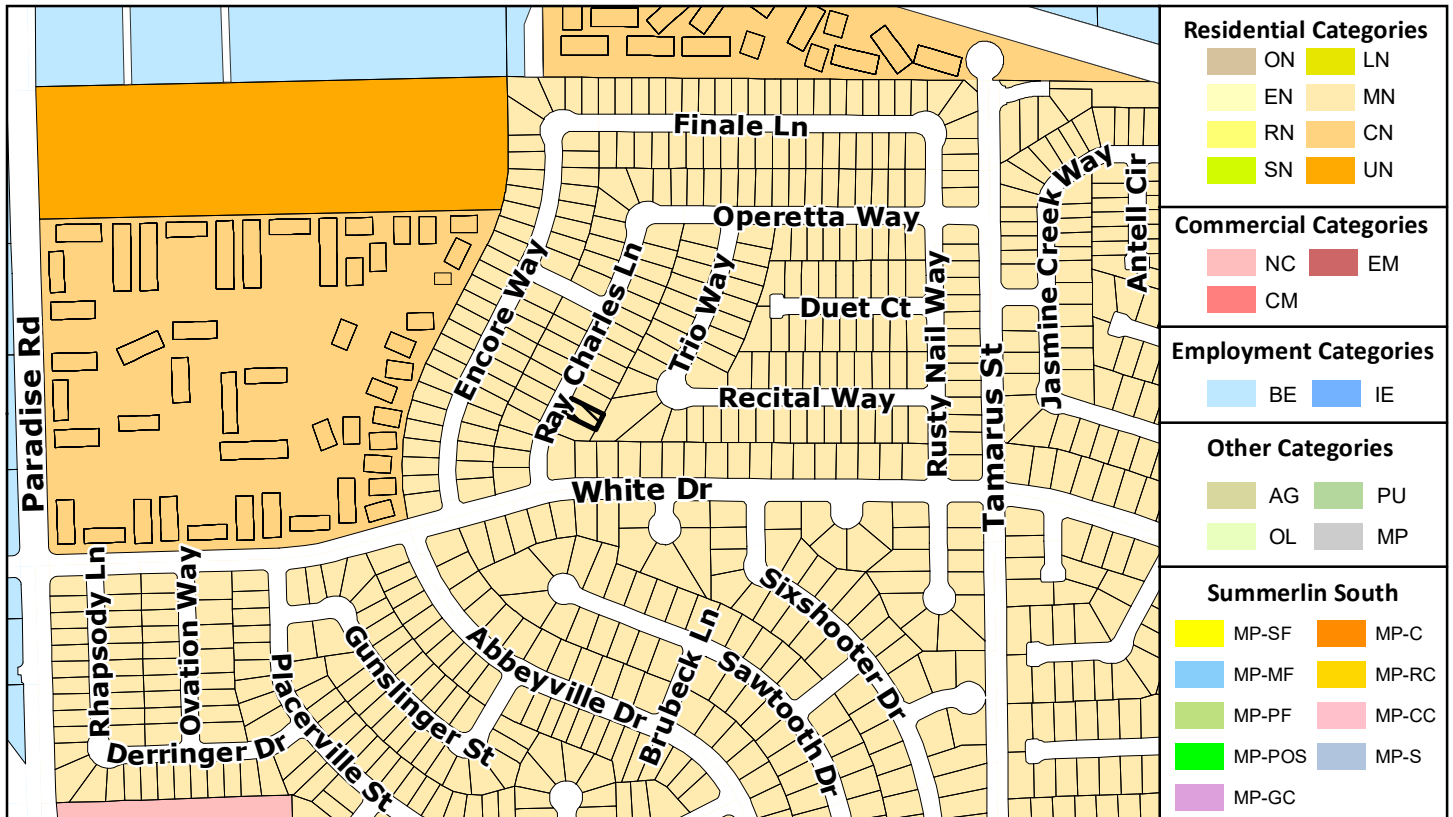 Finale Ln
Operetta Way
Encore Way
Ray Charles Ln
Trio Way
Duet Ct
Recital Way
Rusty Nail Way
Tamarus St
Jasmine Creek Way
Antell Cir
Paradise Rd
White Dr
Rhapsody Ln
Ovation Way
Derringer Dr
Placerville St
Gunslinger St
Abbeyville Dr
Brubeck Ln
Sawtooth Dr
Sixshooter Dr
Residential Categories
ON LN
EN MN
RN CN
SN UN
Commercial Categories
NC EM
CM
Employment Categories
BE IE
Other Categories
AG PU
OL MP
Summerlin South
MP-SF MP-C
MP-MF MP-RC
MP-PF MP-CC
MP-POS MP-S
MP-GC